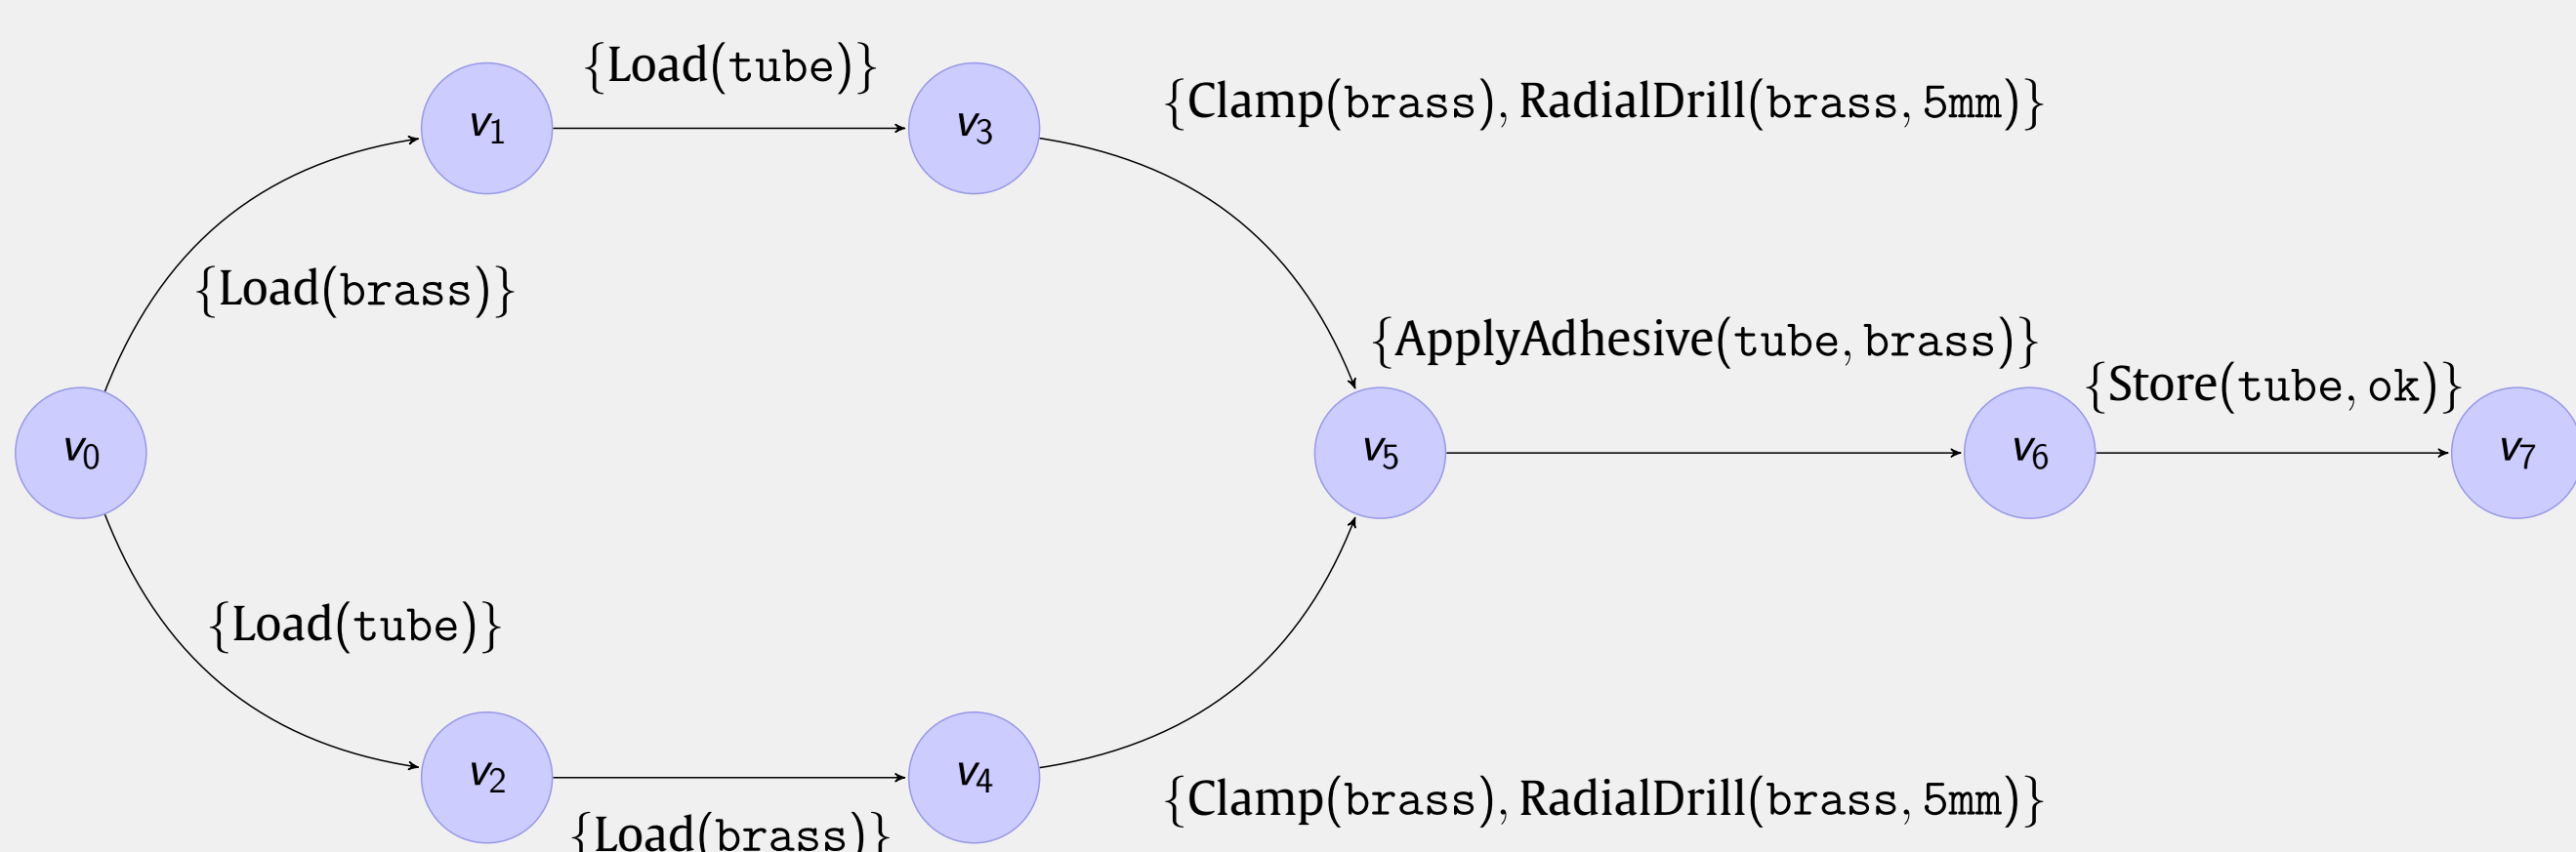 {Load(tube)}
{Clamp(brass), RadialDrill(brass, 5mm)}
v1
v3
{Load(brass)}
{ApplyAdhesive(tube, brass)}
{Store(tube, ok)}
v0
v5
v6
v7
{Load(tube)}
v2
v4
{Clamp(brass), RadialDrill(brass, 5mm)}
{Load(brass)}